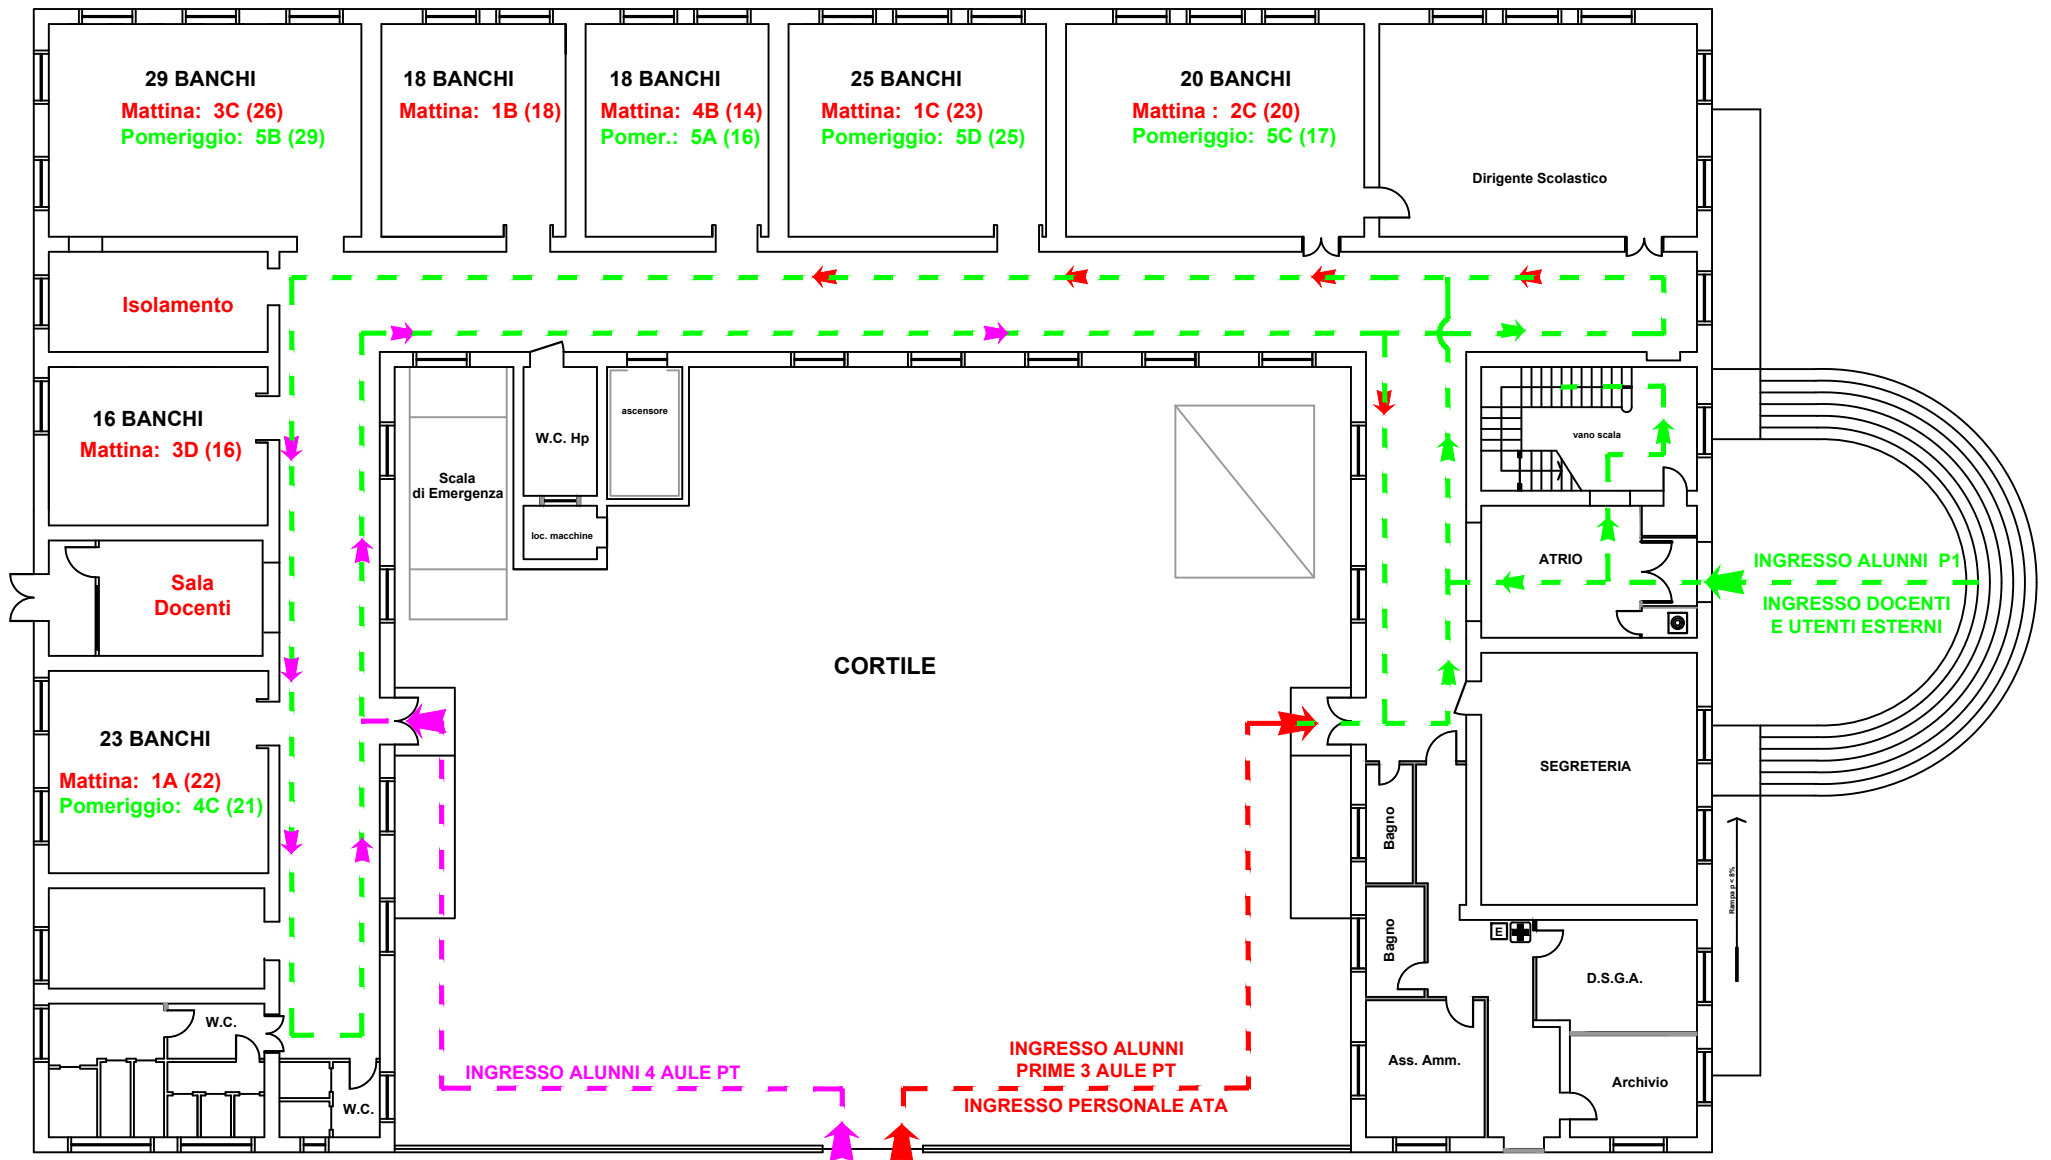 29 BANCHI
Mattina: 3C (26)
Pomeriggio: 5B (29)
18 BANCHI
Mattina: 1B (18)
18 BANCHI
Mattina: 4B (14)
Pomer.: 5A (16)
25 BANCHI
Mattina: 1C (23)
Pomeriggio: 5D (25)
20 BANCHI
Mattina : 2C (20)
Pomeriggio: 5C (17)
Dirigente Scolastico
Isolamento
16 BANCHI
Mattina: 3D (16)
Scala
di Emergenza
W.C. Hp
ascensore
loc. macchine
vano scala
ATRIO
INGRESSO ALUNNI P1
INGRESSO DOCENTI
E UTENTI ESTERNI
Sala
Docenti
CORTILE
23 BANCHI
Mattina: 1A (22)
Pomeriggio: 4C (21)
SEGRETERIA
Bagno
Bagno
Rampa p < 8%
E
D.S.G.A.
W.C.
W.C.
INGRESSO ALUNNI 4 AULE PT
INGRESSO ALUNNI
PRIME 3 AULE PT
INGRESSO PERSONALE ATA
Ass. Amm.
Archivio